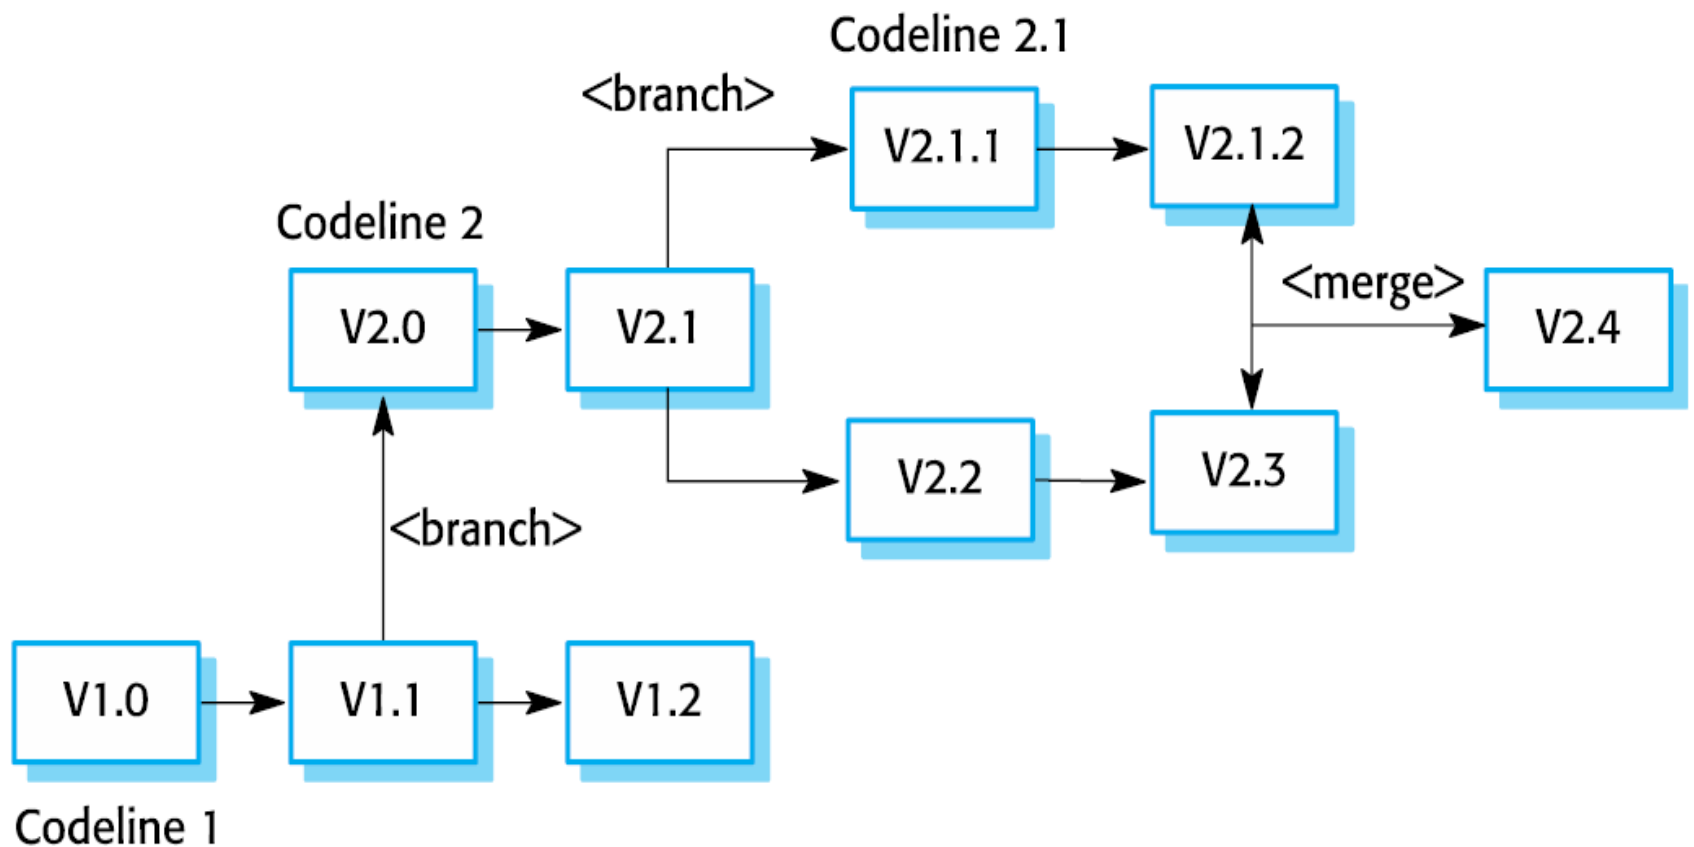 Codeline 2.1
<branch>
V2.1.1
V2.1.2
Codeline 2
<merge>
V2.0
V2.1
V2.4
V2.2
V2.3
<branch>
V1.0
V1.1
V1.2
Codeline 1